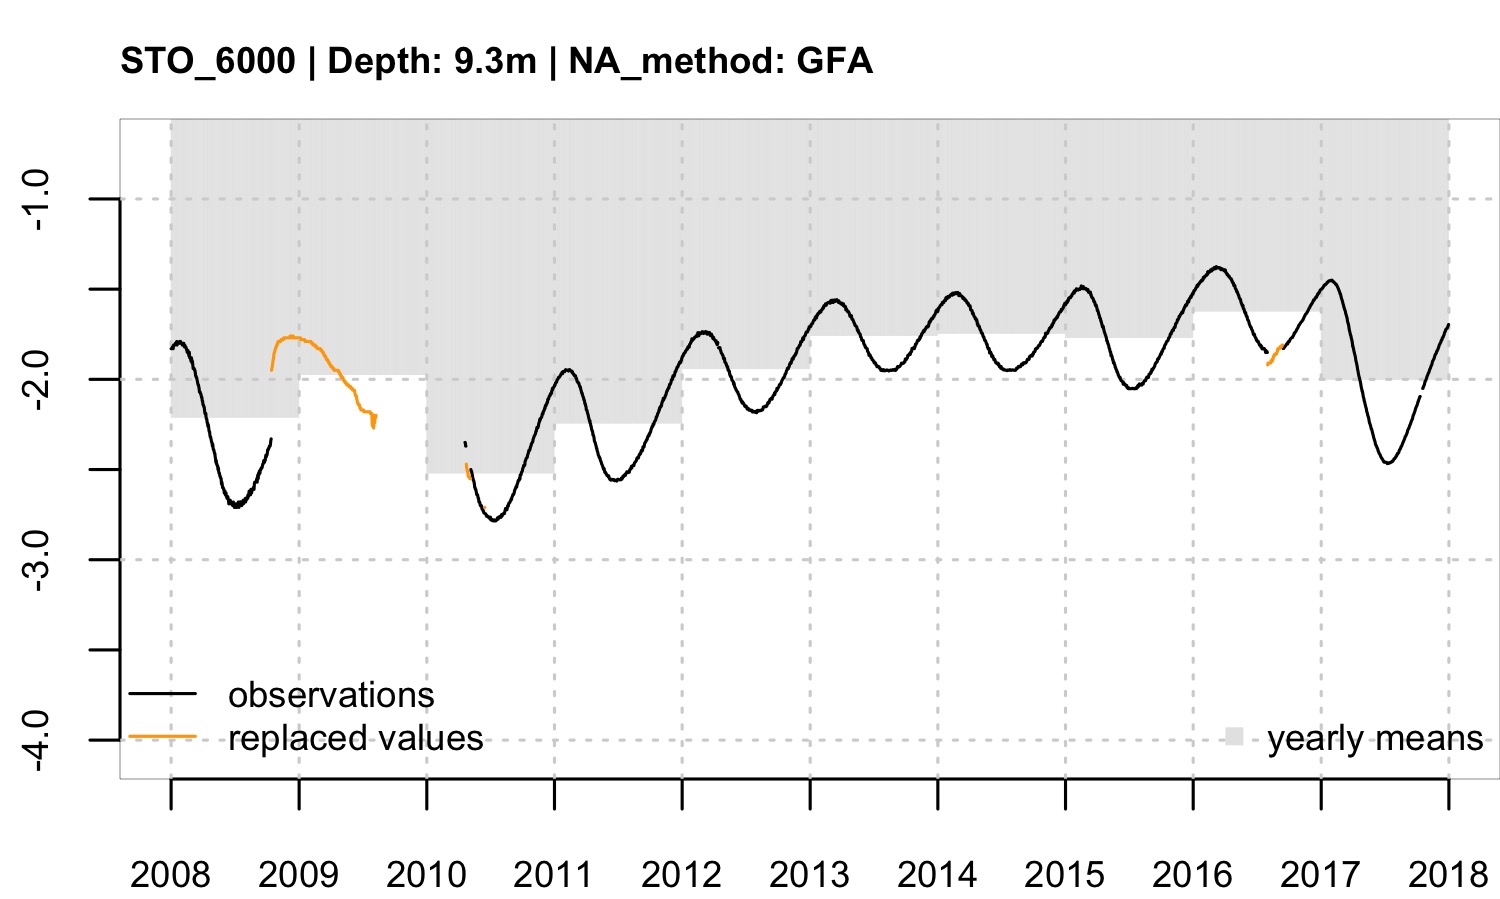 STO_6000 | Depth: 9.3m | NA_method: GFA
-1.0
-2.0
-3.0
-4.0
observations
replaced values
yearly means
2008 2009 2010 2011 2012 2013 2014 2015 2016 2017 2018